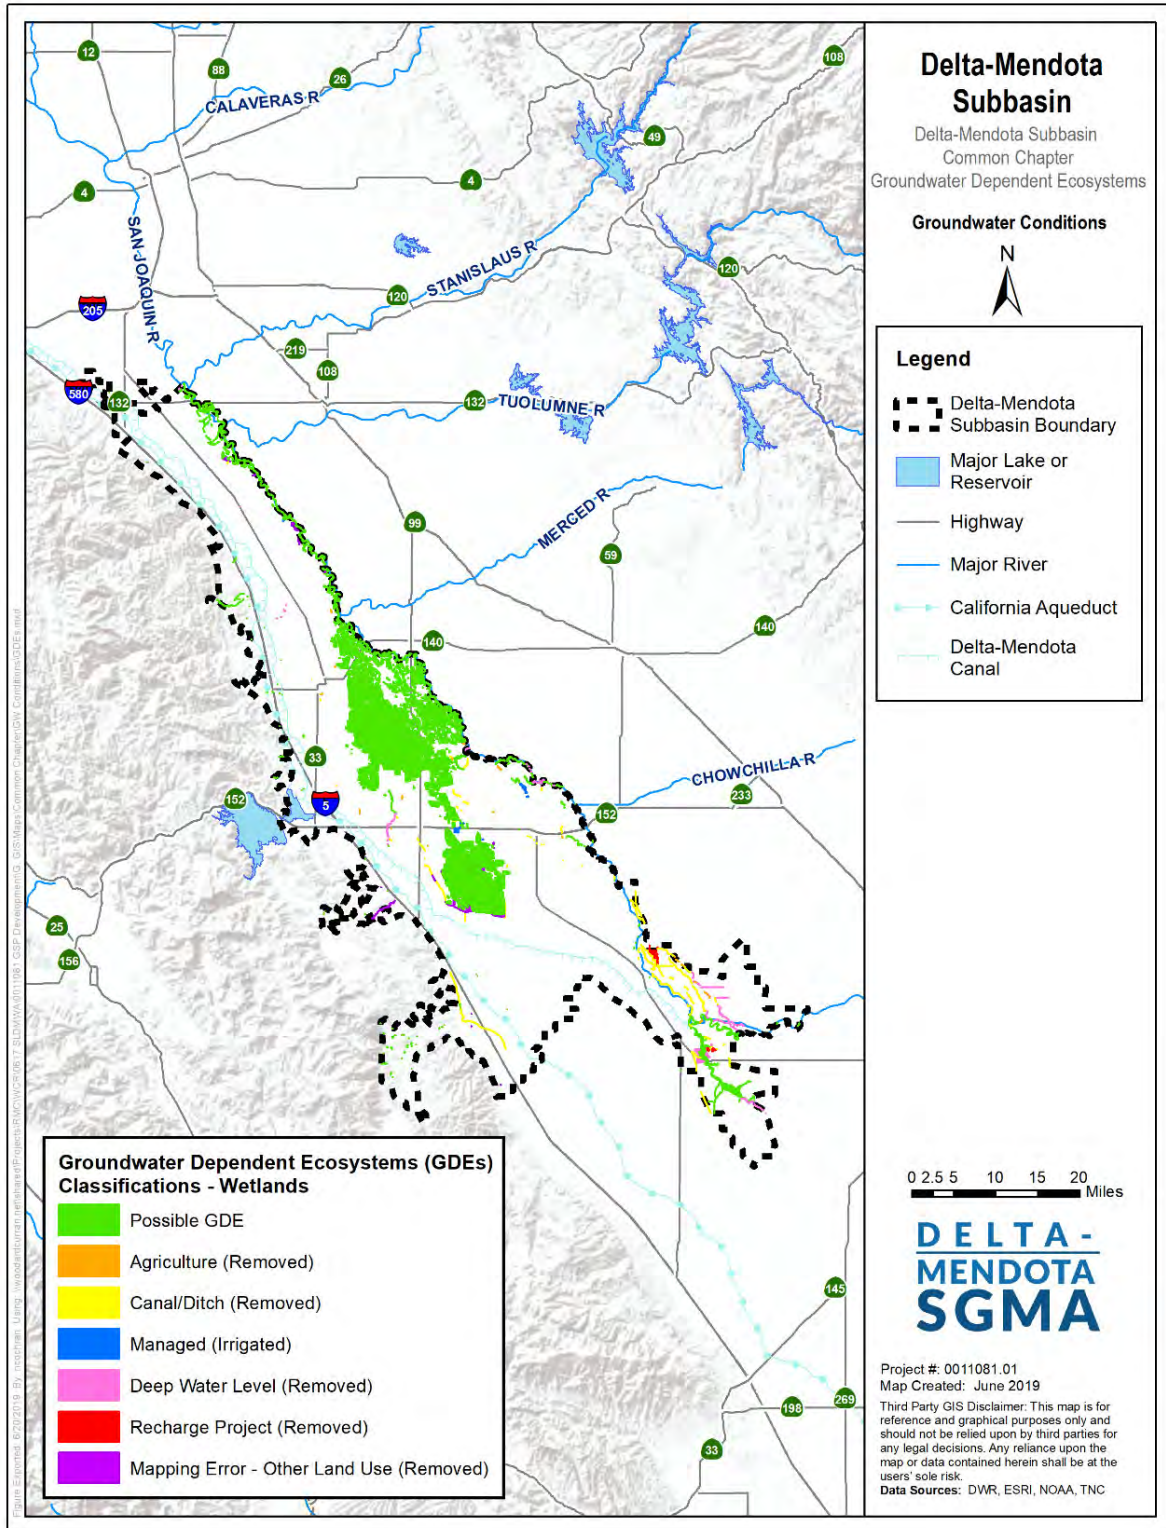 Delta-Mendota
Subbasin
Delta-Mendota Subbasin
Common Chapter
Groundwater Dependent Ecosystems
Groundwater Conditions
N
Legend
Delta-Mendota
Subbasin Boundary
Major Lake or
Reservoir
Highway
Major River
California Aqueduct
Delta-Mendota
Canal
12
88
26
108
CALAVERAS R
49
4
4
SAN JOAQUIN R
STANISLAUS R
120
120
205
219
108
580
132
132
TUOLUMNE R
MERCED R
99
59
140
140
33
CHOWCHILLA R
233
152
5
152
25
156
145
269
198
33
Groundwater Dependent Ecosystems (GDEs)
Classifications - Wetlands
Possible GDE
Agriculture (Removed)
Canal/Ditch (Removed)
Managed (Irrigated)
Deep Water Level (Removed)
Recharge Project (Removed)
Mapping Error - Other Land Use (Removed)
0 2.5 5 10 15 20
Miles
DELTA-
MENDOTA
SGMA
Project #: 0011081.01
Map Created: June 2019
Third Party GIS Disclaimer: This map is for
reference and graphical purposes only and
should not be relied upon by third parties for
any legal decisions. Any reliance upon the
map or data contained herein shall be at the
users' sole risk.
Data Sources: DWR, ESRI, NOAA, TNC